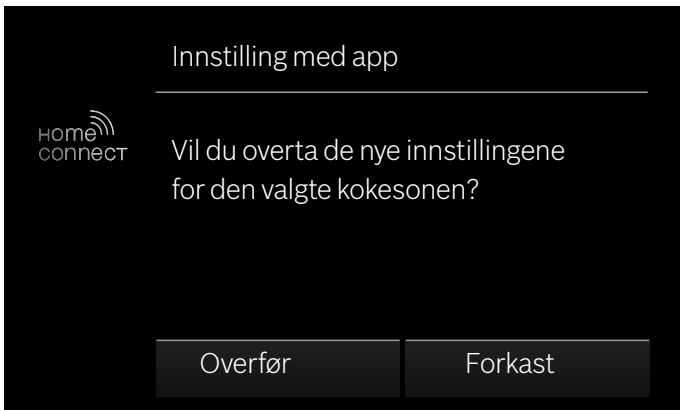 Innstilling med app
HOME
CONNECT
Vil du overta de nye innstillingene
for den valgte kokesonen?
Overfør
Forkast